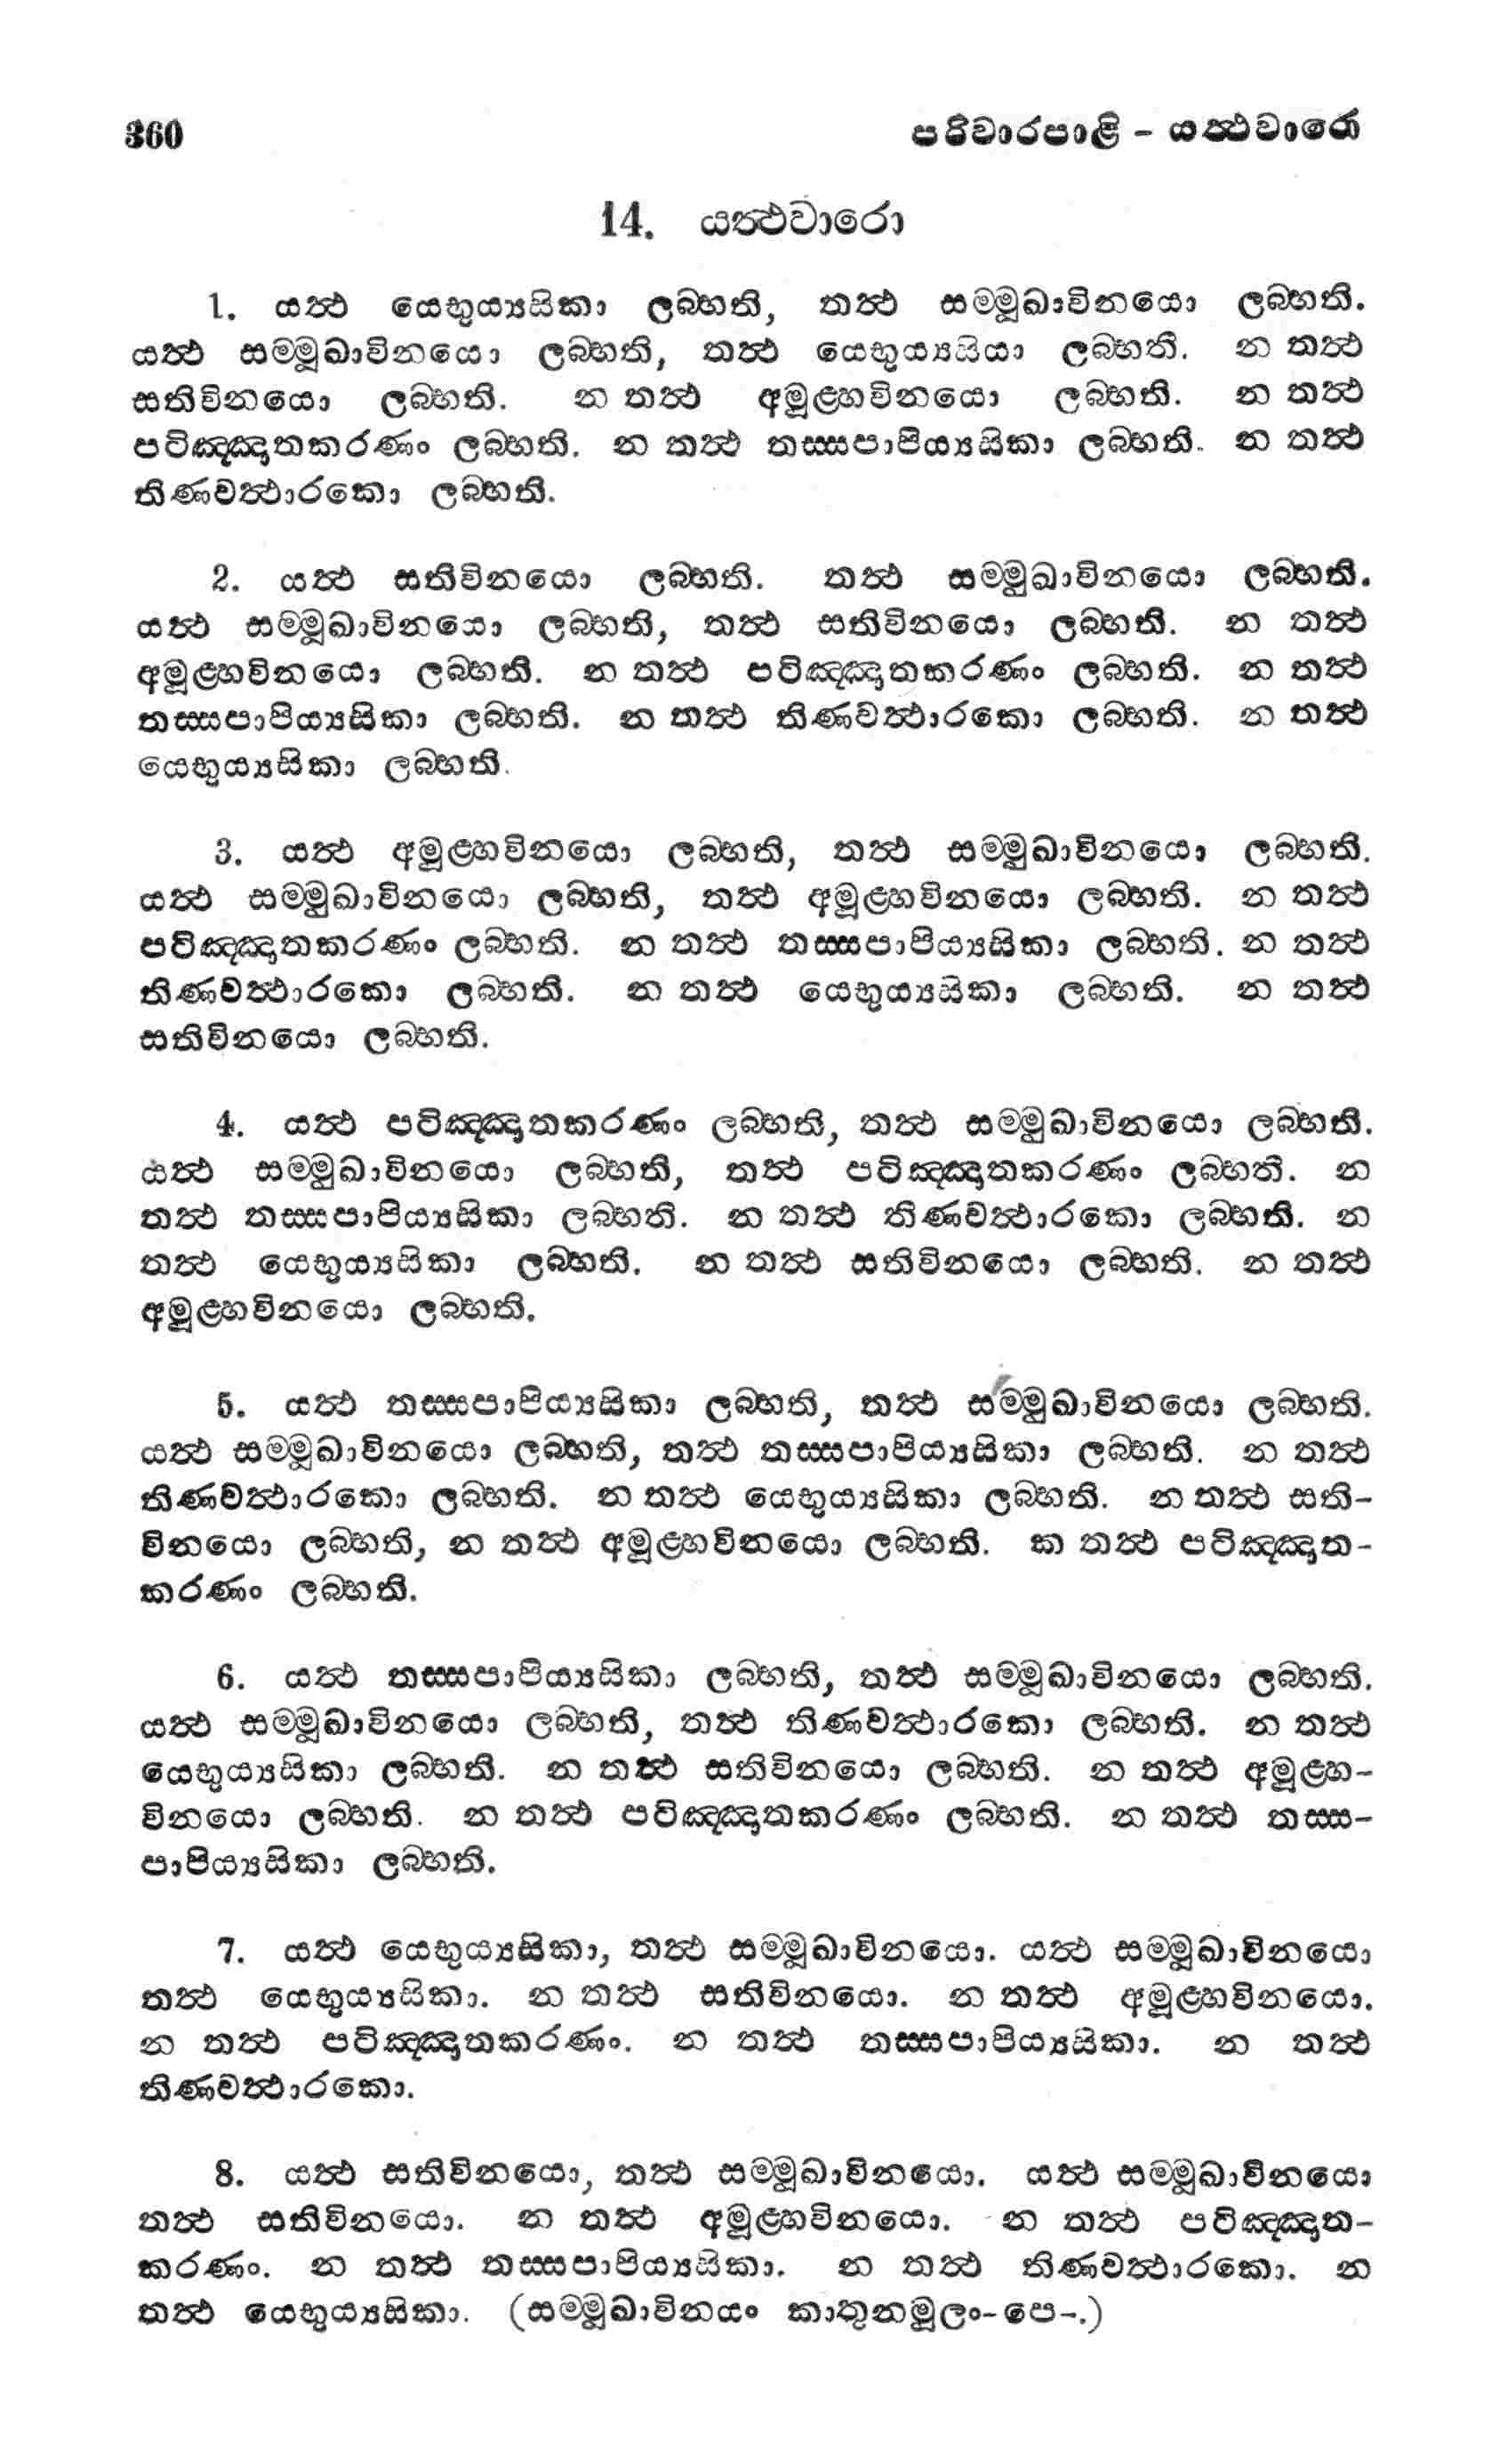 360 පරිවාරපාළි - යත්‍ථවාරො
14. යත්‍ථවාරො
1. යත්‍ථ යෙභුය්‍යසිකා ලබ්භති, තත්‍ථ සම්මූඛාවිනයො ලබ්භති.
යත්‍ථ සම්මූඛාවිනයො ලබ්භති, තත්‍ථ යෙභුය්‍යසියා ලබ්භති. න තත්‍ථ
සතිවිනයො ලබ්භති. න තත්‍ථ අමූළ්හවිනයො ලබ්භති. න තත්‍ථ
පටිඤ්ඤාතකරණං ලබ්භති. න තත්‍ථ තස්සපාපිය්‍යසිකා ලබ්භති. න තත්‍ථ
තිණවත්‍ථාරකො ලබ්භති.
2. යත්‍ථ සතිවිනයො ලබ්භති. තත්‍ථ සම්මුඛාවිනයො ලබ්භති.
යත්‍ථ සම්මූඛාවිනයො ලබ්භති, තත්‍ථ සතිවිනයො ලබ්භති. න තත්‍ථ
අමූළ්හවිනයො ලබ්භති. න තත්‍ථ පටිඤ්ඤාතකරණං ලබ්භති. න තත්‍ථ
තස්සපාපිය්‍යසිකා ලබ්භති. න තත්‍ථ තිණවත්‍ථාරකො ලබ්භති. න තත්‍ථ
යෙභුය්‍යසිකා ලබ්භති.
3. යත්‍ථ අමූළ්හවිනයො ලබ්භති, තත්‍ථ සම්මුඛාවිනයො ලබ්භති.
යත්‍ථ සම්මුඛාවිනයො ලබ්භති, තත්‍ථ අමූළ්හවිනයො ලබ්භති. න තත්‍ථ
පටිඤ්ඤාතකරණං ලබ්භති. න තත්‍ථ තස්සපාපිය්‍යසිකා ලබ්භති. න තත්‍ථ
තිණවත්‍ථාරකො ලබ්භති. න තත්‍ථ යෙභුය්‍යසිකා ලබ්භති. න තත්‍ථ
සතිවිනයො ලබ්භති.
4. යත්‍ථ පටිඤ්ඤාතකරණං ලබ්භති, තත්‍ථ සම්මුඛාවිනයො ලබ්භති.
යත්‍ථ සම්මුඛාවිනයො ලබ්භති, තත්‍ථ පටිඤ්ඤාතකරණං ලබ්භති. න
තත්‍ථ තස්සපාපිය්‍යසිකා ලබ්භති. න තත්‍ථ තිණවත්‍ථාරකො ලබ්භති. න
තත්‍ථ යෙභුය්‍යසිකා ලබ්භති. න තත්‍ථ සතිවිනයො ලබ්භති. න තත්‍ථ
අමූළ්හවිනයො ලබ්භති.
5. යත්‍ථ තස්සපාපිය්‍යසිකා ලබ්භති, තත්‍ථ සම්මුඛාවිනයො ලබ්භති.
යත්‍ථ සම්මූඛාවිනයො ලබ්භති, තත්‍ථ තස්සපාපිය්‍යසිකා ලබ්භති. න තත්‍ථ
තිණවත්‍ථාරකො ලබ්භති. න තත්‍ථ යෙභුය්‍යසිකා ලබ්භති. න තත්‍ථ සති-
විනයො ලබ්භති, න තත්‍ථ අමූළ්හවිනයො ලබ්භති. ක තත්‍ථ පටිඤ්ඤාත-
කරණං ලබ්භති.
6. යත්‍ථ තස්සපාපිය්‍යසිකා ලබ්භති, තත්‍ථ සම්මූඛාවිනයො ලබ්භති.
යත්‍ථ සම්මූඛාවිනයො ලබ්භති, තත්‍ථ තිණවත්‍ථාරකො ලබ්භති. න තත්‍ථ
යෙභුය්‍යසිකා ලබ්භති. න තත්‍ථ සතිවිනයො ලබ්භති. න තත්‍ථ අමූළ්හ-
විනයො ලබ්භති. න තත්‍ථ පටිඤ්ඤාතකරණං ලබ්භති. න තත්‍ථ තස්ස-
පාපිය්‍යසිකා ලබ්භති.
7. යත්‍ථ යෙභුය්‍යසිකා, තත්‍ථ සම්මූඛාවිනයො. යත්‍ථ සම්මූඛාවිනයො
තත්‍ථ යෙභුය්‍යසිකා. න තත්‍ථ සතිවිනයො. න තත්‍ථ අමූළ්හවිනයො.
න තත්‍ථ පටිඤ්ඤාතකරණං. න තත්‍ථ තස්සපාපිය්‍යසිකා. න තත්‍ථ
තිණවත්‍ථාරකො.
8. යත්‍ථ සතිවිනයො, තත්‍ථ සම්මූඛාවිනයො. යත්‍ථ සම්මූඛාවිනයො
තත්‍ථ සතිවිනයො. න තත්‍ථ අමූළ්හවිනයො. න තත්‍ථ පටිඤ්ඤාත-
කරණං. න තත්‍ථ තස්සපාපිය්‍යසිකා. න තත්‍ථ තිණවත්‍ථාරකො. න
තත්‍ථ යෙභුය්‍යසිකා. (සම්මූඛාවිනයං කාතුනමූලං-පෙ-.)